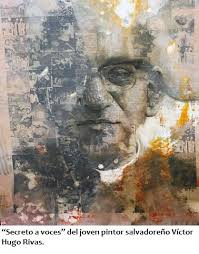 “Secreto a voces” del joven pintor salvadoreño Víctor
Hugo Rivas.